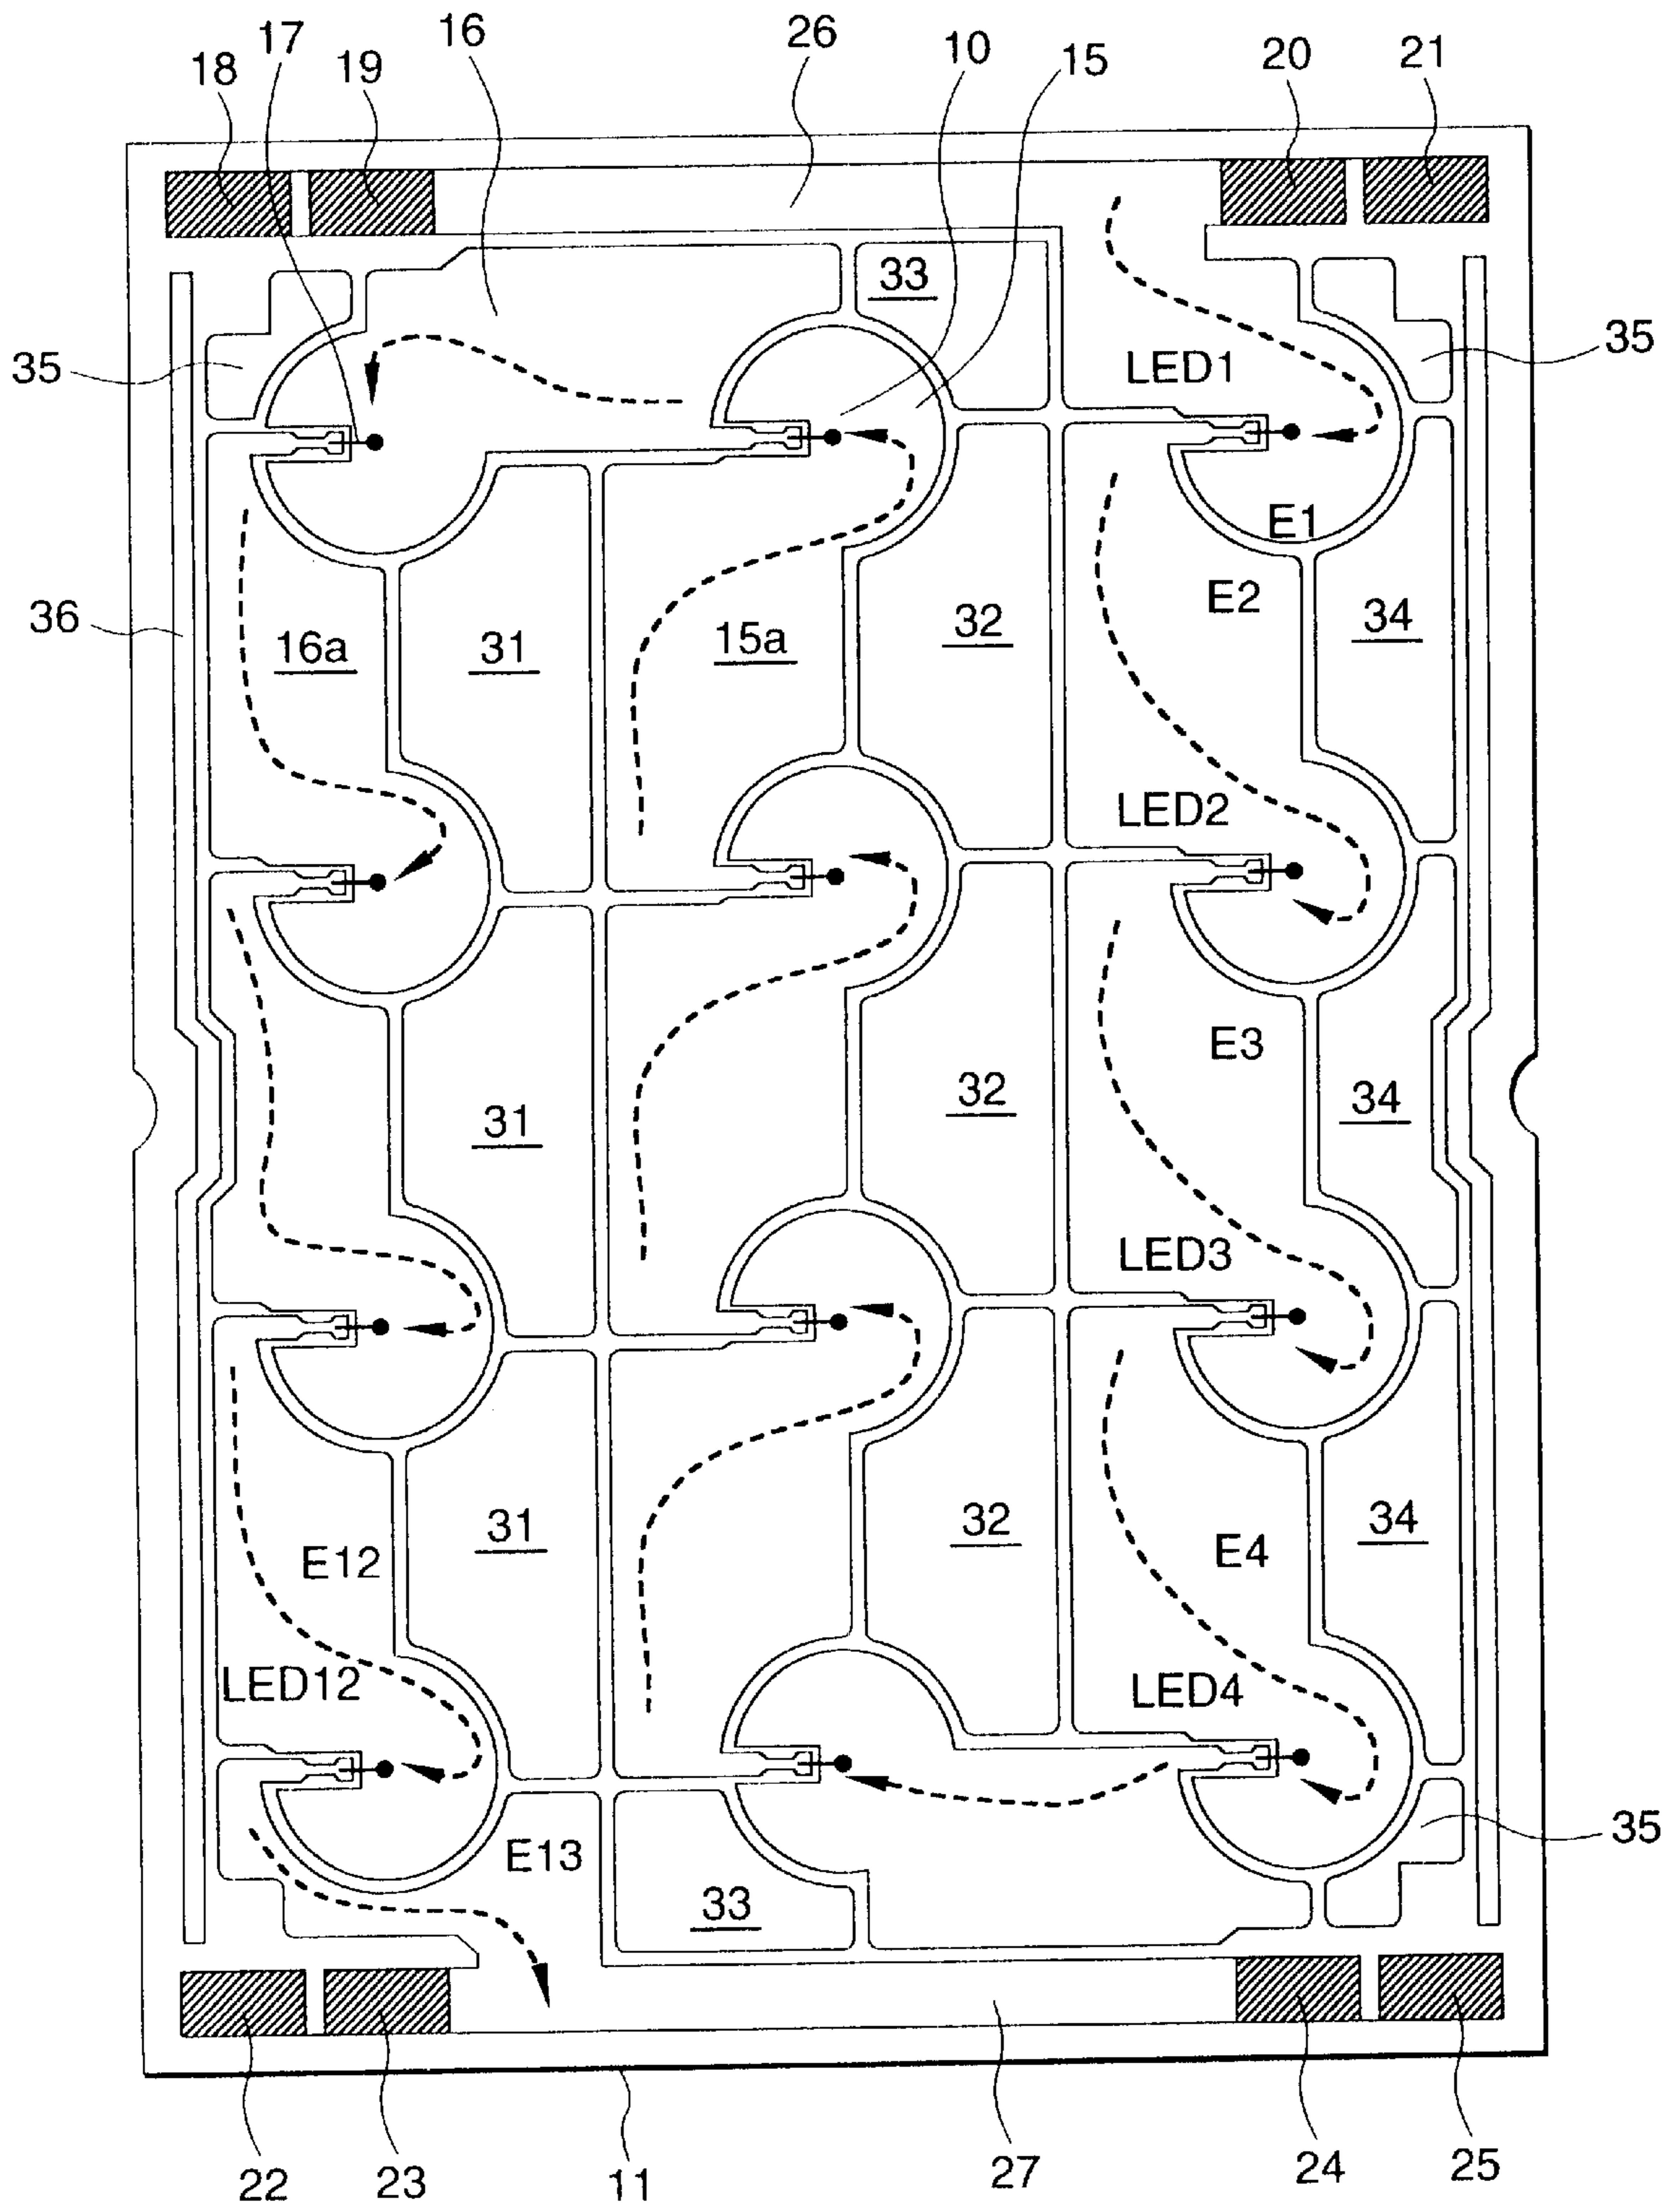 17 16 26 10 15 20 21
18 19
33
35 LED1 35
E1
36 E2
16a 31 15a 32 34
LED2
E3
31 32 34
LED3
E12 31 32 E4 34
LED12 LED4
E13 35
33
22 23 11 27 24 25